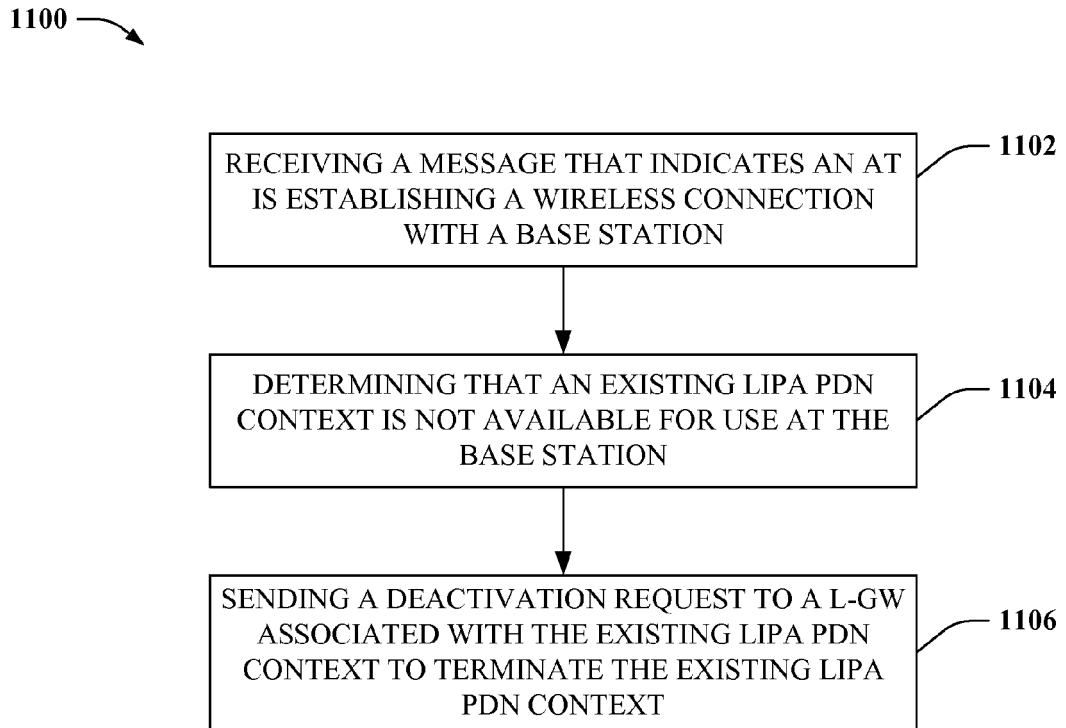 1100
RECEIVING A MESSAGE THAT INDICATES AN AT
IS ESTABLISHING A WIRELESS CONNECTION
WITH A BASE STATION
1102
DETERMINING THAT AN EXISTING LIPA PDN
CONTEXT IS NOT AVAILABLE FOR USE AT THE
BASE STATION
1104
SENDING A DEACTIVATION REQUEST TO A L-GW
ASSOCIATED WITH THE EXISTING LIPA PDN
CONTEXT TO TERMINATE THE EXISTING LIPA
PDN CONTEXT
1106